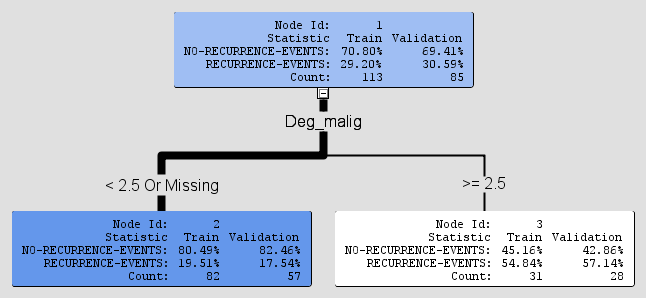 Node Id: 1
Statistic Train Validation
NO-RECURRENCE-EVENTS: 70.80% 69.41%
RECURRENCE-EVENTS: 29.20% 30.59%
Count: 113 85
Deg_malig
< 2.5 Or Missing
>= 2.5
Node Id: 2
Statistic Train Validation
NO-RECURRENCE-EVENTS: 80.49% 82.46%
RECURRENCE-EVENTS: 19.51% 17.54%
Count: 82 57
Node Id: 3
Statistic Train Validation
NO-RECURRENCE-EVENTS: 45.16% 42.86%
RECURRENCE-EVENTS: 54.84% 57.14%
Count: 31 28